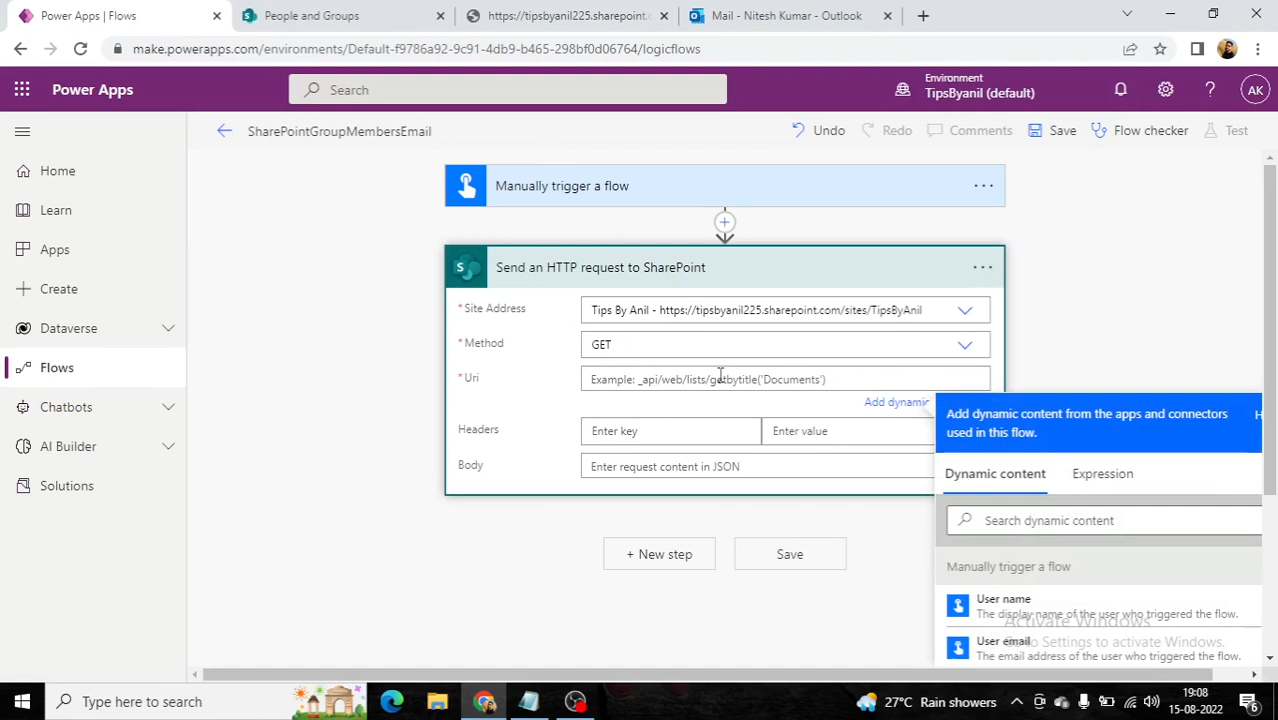 Power Apps | Flows
People and Groups
https://tipsbyanil225.sharepoint.
Mail - Nitesh Kumar - Outlook
make.powerapps.com/environments/Default-f9786a92-9c91-4db9-b465-298bf0d06764/logicflows
Power Apps
Search
Environment
TipsByanil (default)
AK
SharePointGroupMembersEmail
Undo
Redo
Comments
Save
Flow checker
Test
Home
Learn
Apps
Create
Dataverse
Flows
Chatbots
AI Builder
Solutions
Manually trigger a flow
Send an HTTP request to SharePoint
* Site Address
Tips By Anil - https://tipsbyanil225.sharepoint.com/sites/TipsByAnil
* Method
GET
* Uri
Example: _api/web/lists/getbytitle('Documents')
Add dynamic
Headers
Enter key
Enter value
Body
Enter request content in JSON
+ New step
Save
Add dynamic content from the apps and connectors
used in this flow.
H
Dynamic content
Expression
Search dynamic content
Manually trigger a flow
User name
The display name of the user who triggered the flow.
User email
The email address of the user who triggered the flow.
Activate Windows
Go to Settings to activate Windows.
Type here to search
27°C Rain showers
19:08
15-08-2022
6